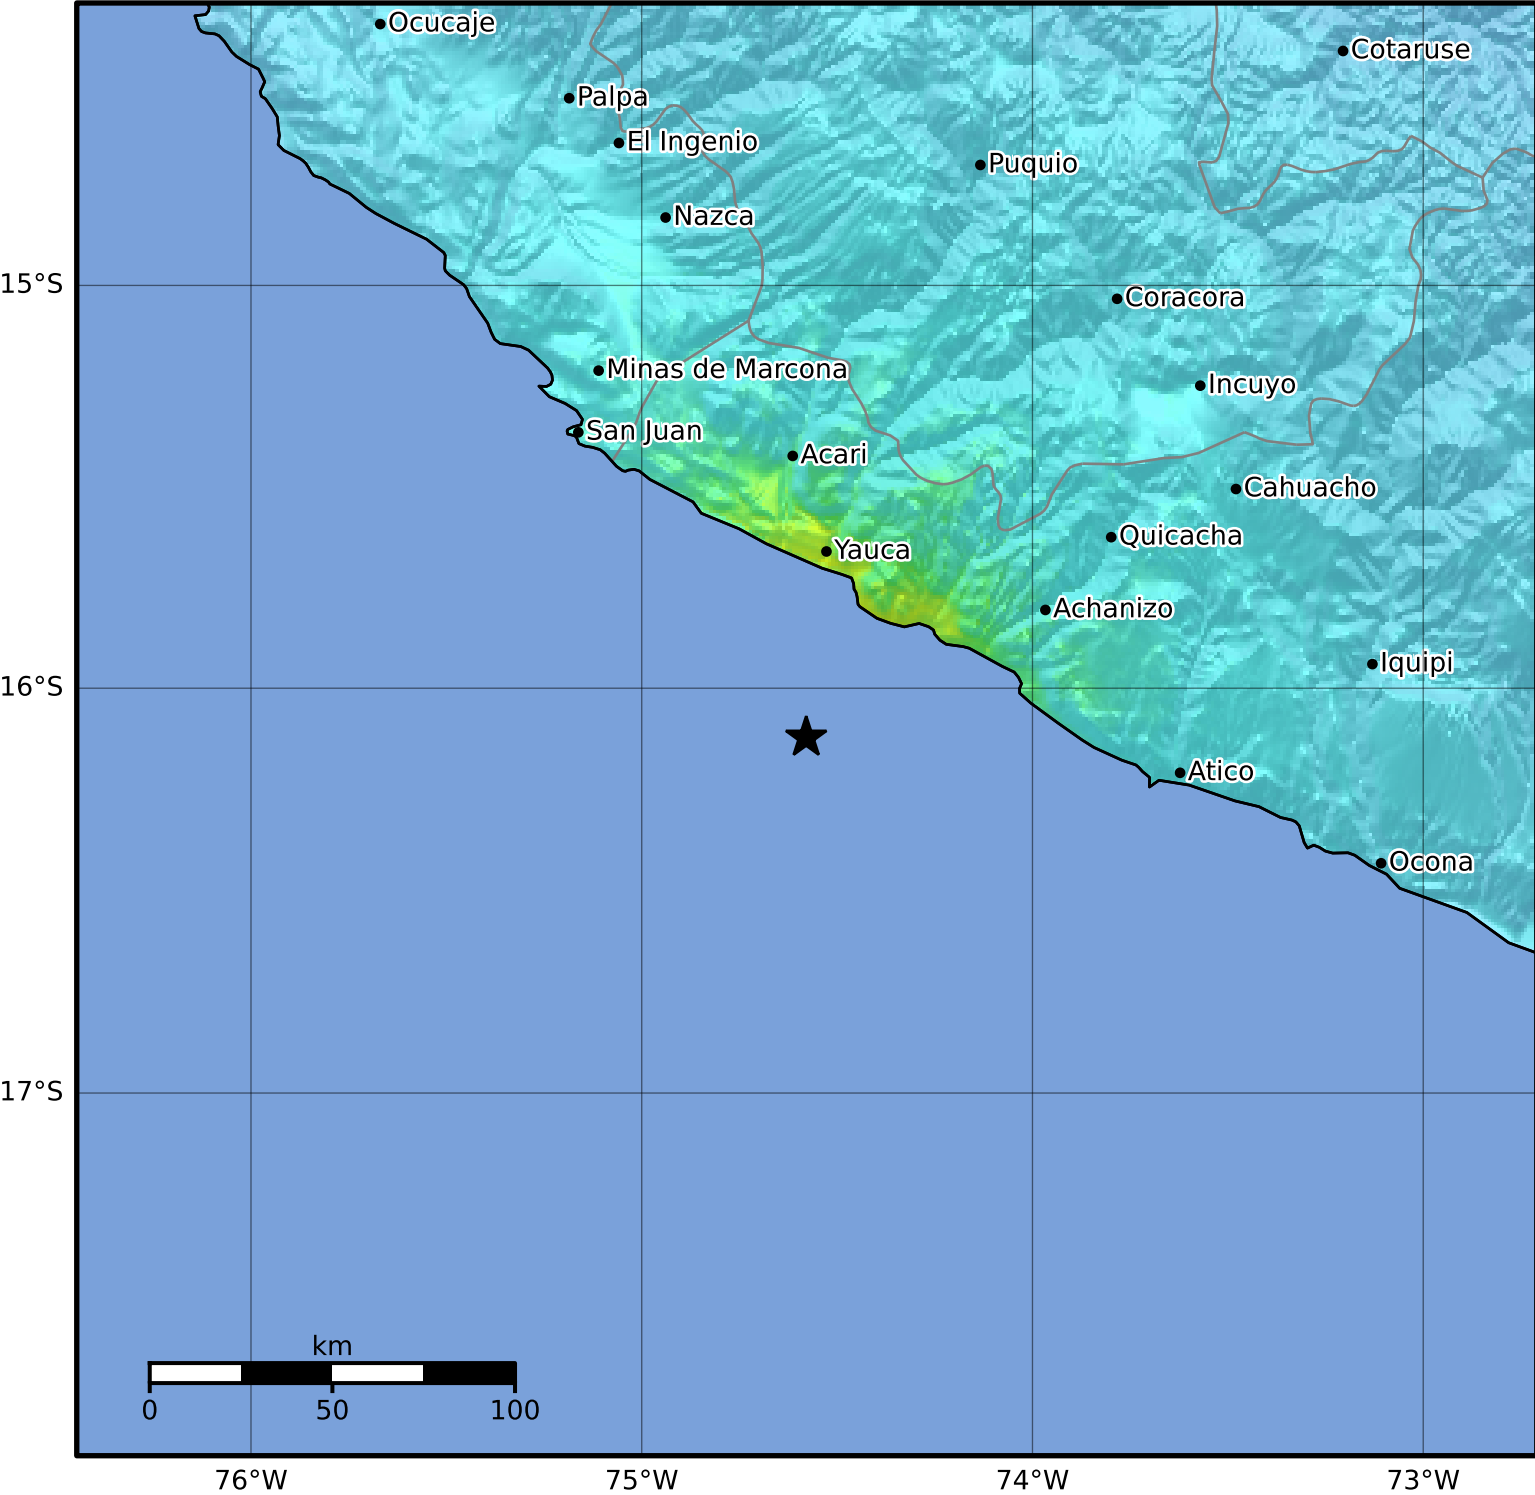 Ocucaje
Cotaruse
Palpa
El Ingenio
Puquio
Nazca
15°S
Coracora
Minas de Marcona
Incuyo
San Juan
Acari
Cahuacho
Quicacha
Yauca
Achanizo
Iquipi
16°S
Atico
Ocona
17°S
km
0 50 100
76°W 75°W 74°W 73°W